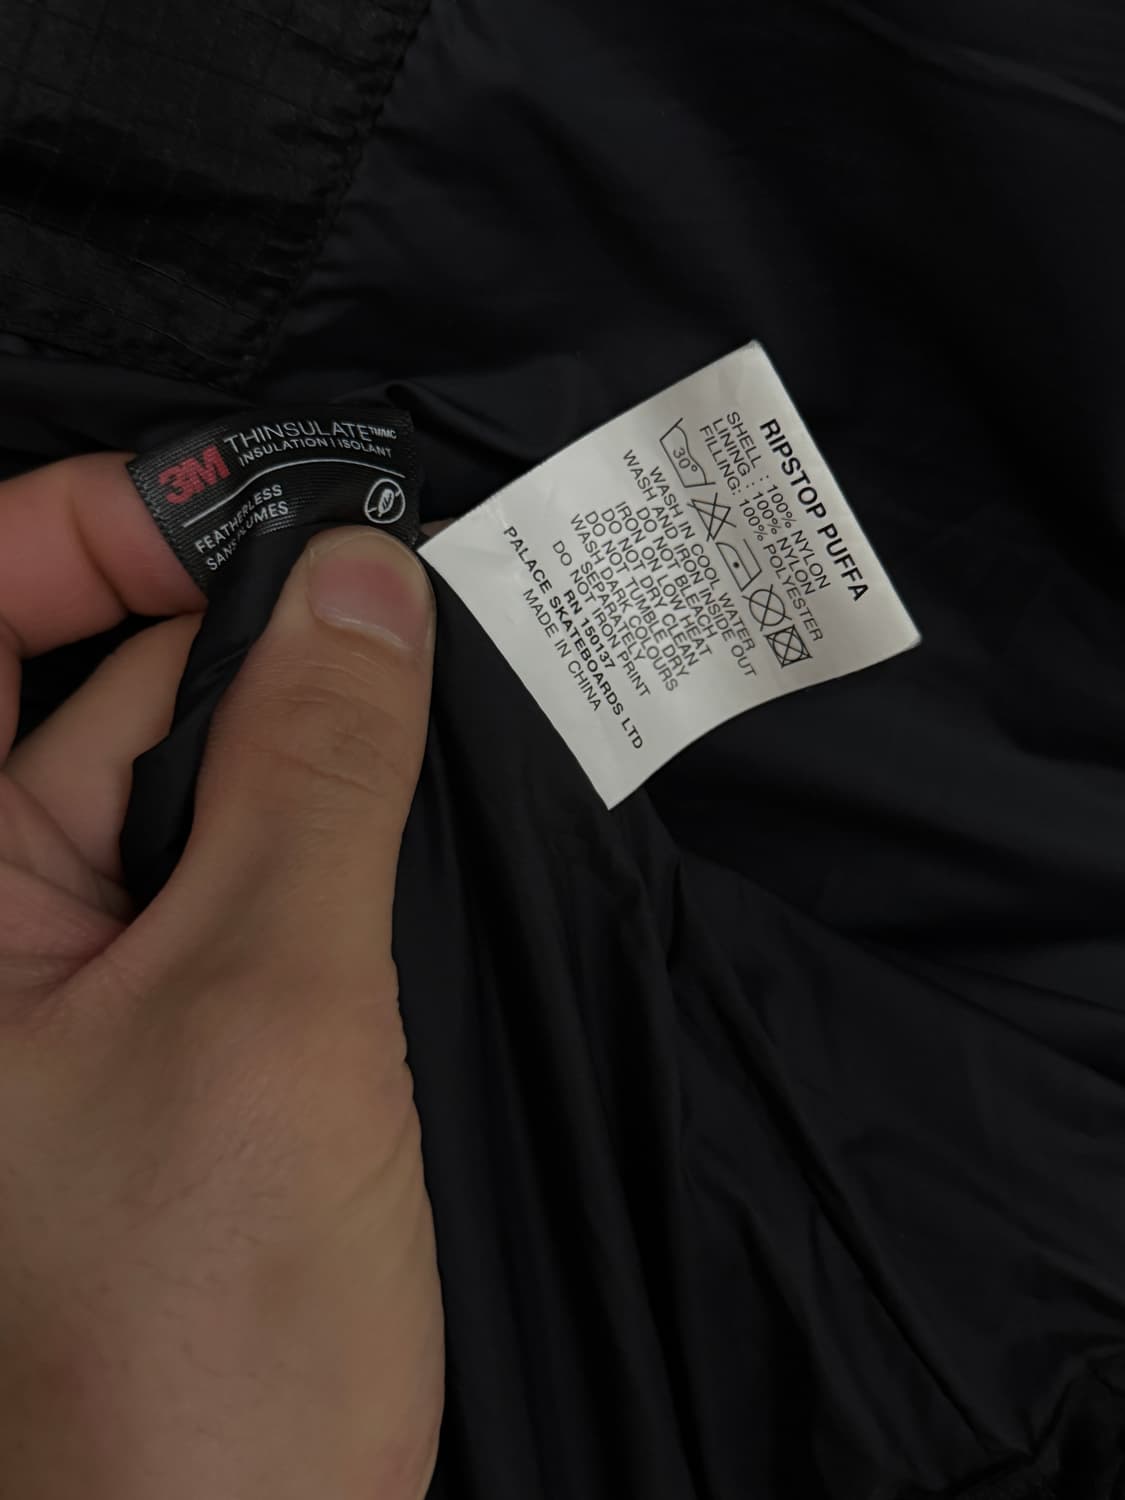 3M THINSULATE™/MC
INSULATION | ISOLANT
FEATHERLESS
SANS PLUMES
RIPSTOP PUFFA
SHELL : 100% NYLON
LINING : 100% NYLON
FILLING: 100% POLYESTER
30°
WASH IN COOL WATER
WASH AND IRON INSIDE OUT
DO NOT BLEACH
IRON ON LOW HEAT
DO NOT DRY CLEAN
DO NOT TUMBLE DRY
WASH DARK COLOURS
SEPARATELY
DO NOT IRON PRINT
RN 150137
PALACE SKATEBOARDS LTD
MADE IN CHINA